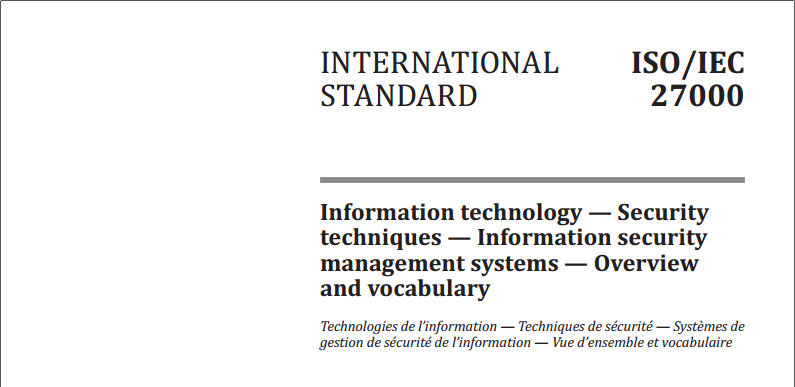 INTERNATIONAL STANDARD
ISO/IEC 27000
Information technology — Security
techniques — Information security
management systems — Overview
and vocabulary
Technologies de l'information — Techniques de sécurité — Systèmes de
gestion de sécurité de l'information — Vue d'ensemble et vocabulaire